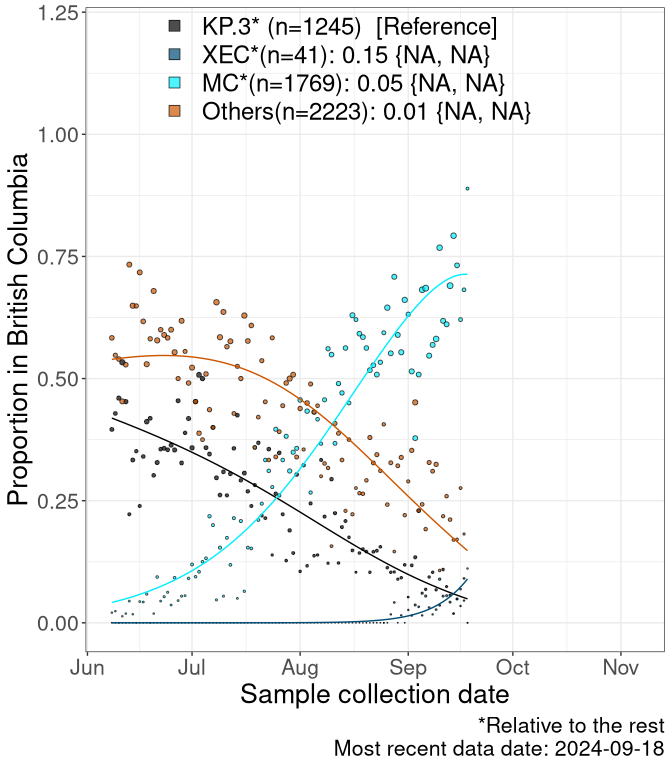 1.25
KP.3* (n=1245)  [Reference]
XEC*(n=41): 0.15 {NA, NA}
MC*(n=1769): 0.05 {NA, NA}
Others(n=2223): 0.01 {NA, NA}
1.00
0.75
0.50
0.25
0.00
Proportion in British Columbia
Jun Jul Aug Sep Oct Nov
Sample collection date
*Relative to the rest
Most recent data date: 2024-09-18